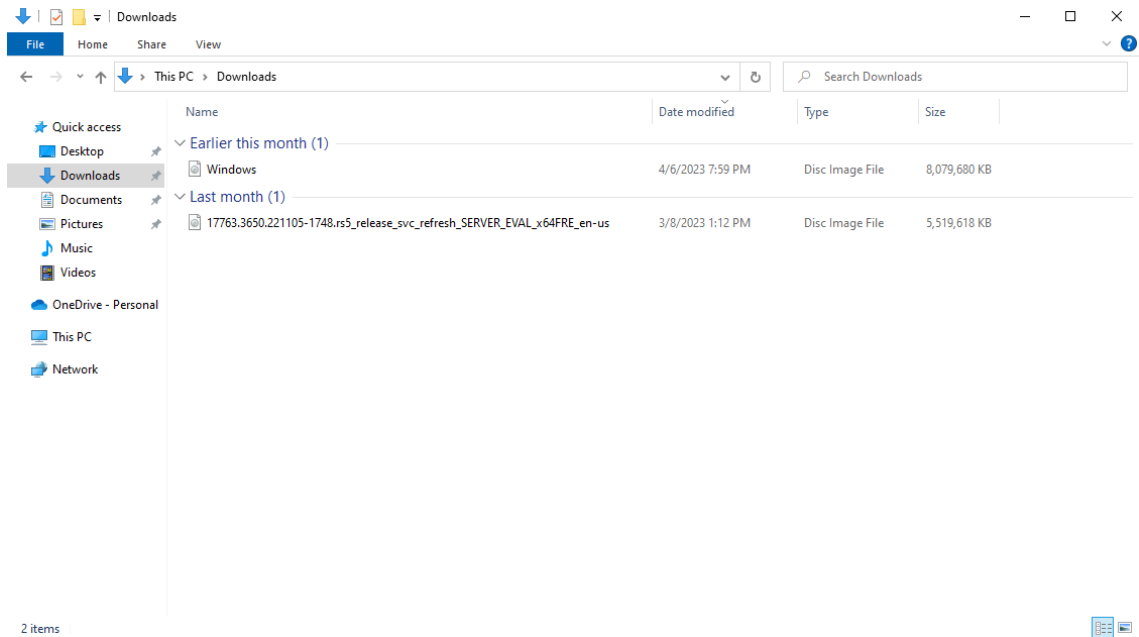 Downloads
File Home Share View
This PC Downloads Search Downloads
Name Date modified Type Size
Quick access
Desktop
Downloads
Documents
Pictures
Music
Videos
OneDrive - Personal
This PC
Network
Earlier this month (1)
Windows 4/6/2023 7:59 PM Disc Image File 8,079,680 KB
Last month (1)
17763.3650.221105-1748.rs5_release_svc_refresh_SERVER_EVAL_x64FRE_en-us 3/8/2023 1:12 PM Disc Image File 5,519,618 KB
2 items